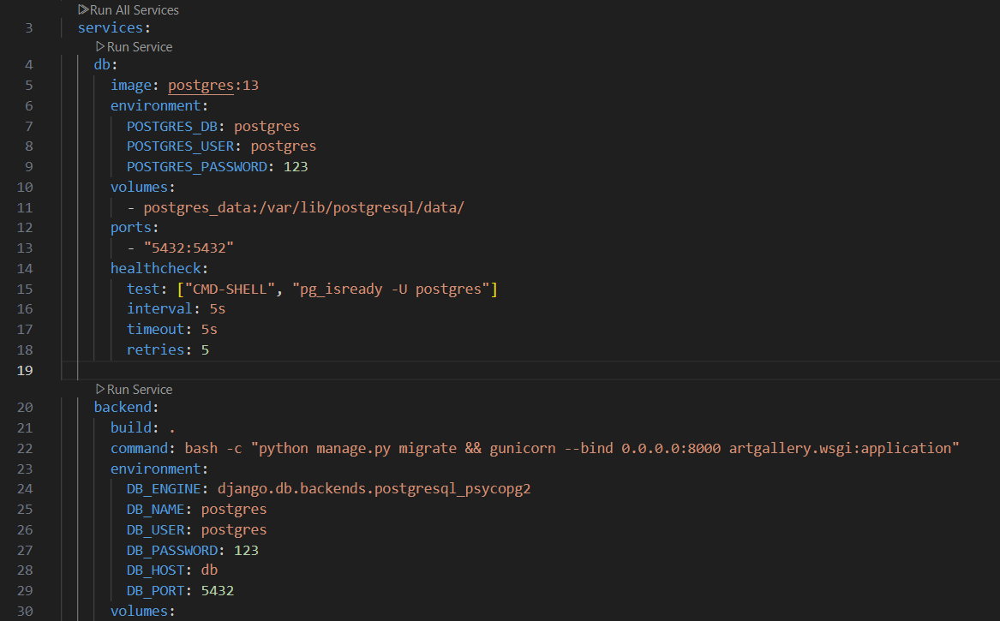 Run All Services
3 services:
Run Service
4 db:
5 image: postgres:13
6 environment:
7 POSTGRES_DB: postgres
8 POSTGRES_USER: postgres
9 POSTGRES_PASSWORD: 123
10 volumes:
11 - postgres_data:/var/lib/postgresql/data/
12 ports:
13 - "5432:5432"
14 healthcheck:
15 test: ["CMD-SHELL", "pg_isready -U postgres"]
16 interval: 5s
17 timeout: 5s
18 retries: 5
19
Run Service
20 backend:
21 build: .
22 command: bash -c "python manage.py migrate && gunicorn --bind 0.0.0.0:8000 artgallery.wsgi:application"
23 environment:
24 DB_ENGINE: django.db.backends.postgresql_psycopg2
25 DB_NAME: postgres
26 DB_USER: postgres
27 DB_PASSWORD: 123
28 DB_HOST: db
29 DB_PORT: 5432
30 volumes: